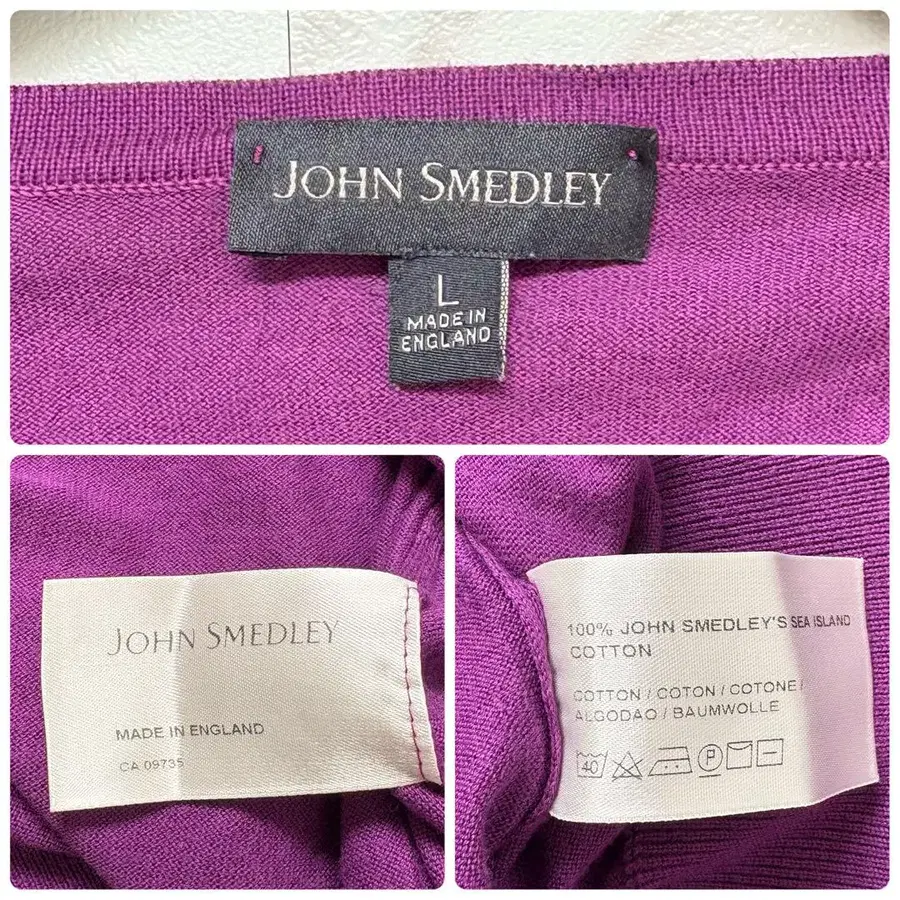 JOHN SMEDLEY
L
MADE IN
ENGLAND
JOHN SMEDLEY
MADE IN ENGLAND
CA 09735
100% JOHN SMEDLEY'S SEA ISLAND
COTTON
COTTON / COTON / COTONE /
ALGODAO / BAUMWOLLE
40 P